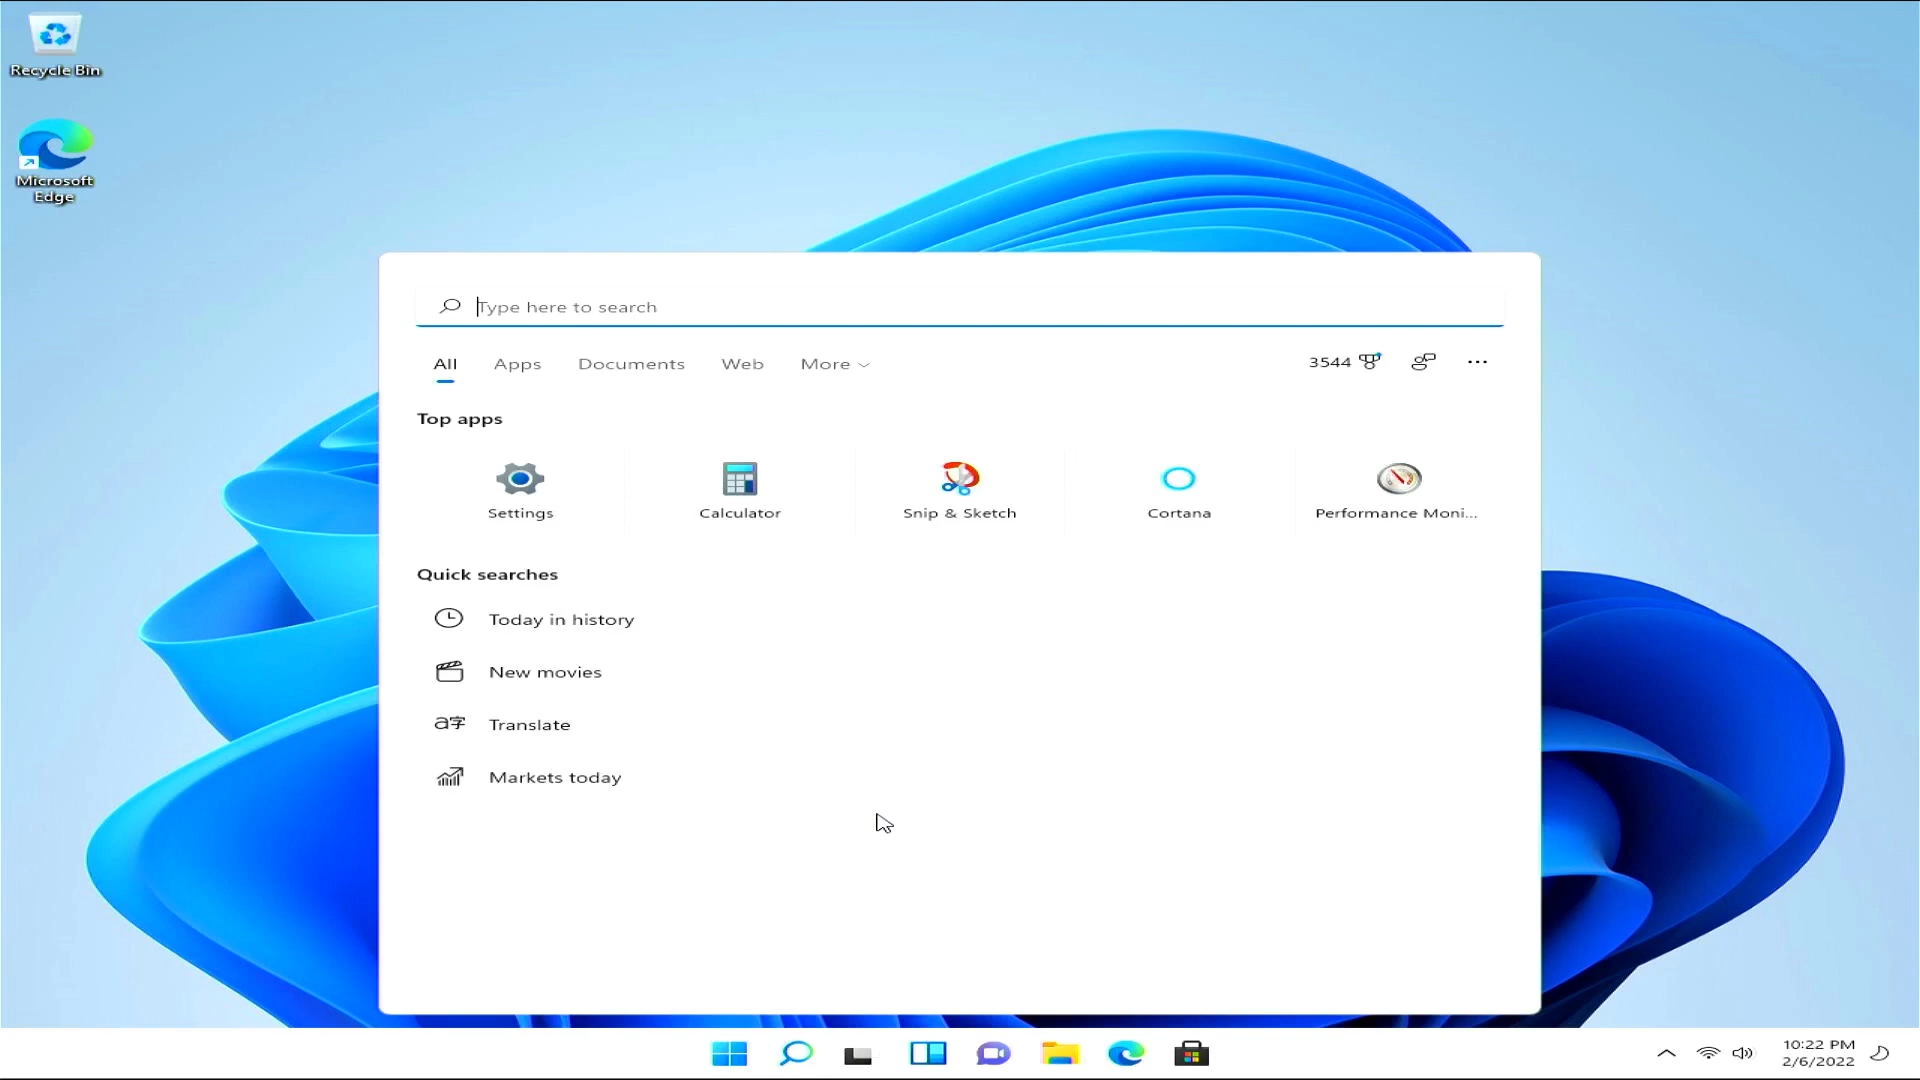 Recycle Bin
Microsoft
Edge
Type here to search
All Apps Documents Web More
3544
Top apps
Settings Calculator Snip & Sketch Cortana Performance Moni...
Quick searches
Today in history
New movies
a字 Translate
Markets today
10:22 PM
2/6/2022